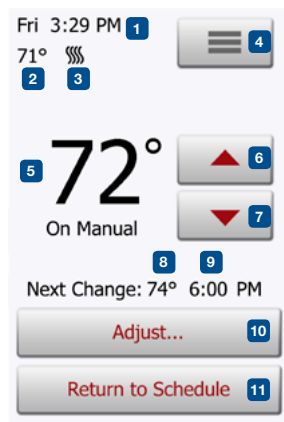 Fri 3:29 PM 1
4
71°
2 3
5 72° 6
On Manual 7
8 9
Next Change: 74° 6:00 PM
Adjust... 10
Return to Schedule 11